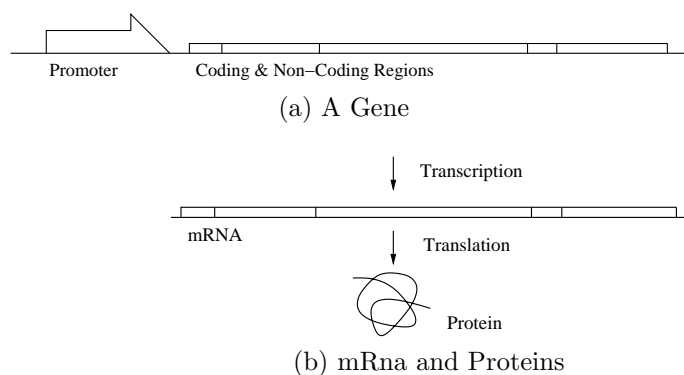 Promoter
Coding & Non−Coding Regions
(a) A Gene
Transcription
mRNA
Translation
Protein
(b) mRna and Proteins